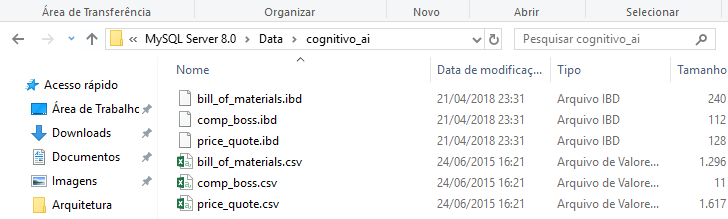 Área de Transferência Organizar Novo Abrir Selecionar
« MySQL Server 8.0 > Data > cognitivo_ai Pesquisar cognitivo_ai
Nome Data de modificaç... Tipo Tamanho
Acesso rápido
Área de Trabalho
Downloads
Documentos
Imagens
Arquitetura
bill_of_materials.ibd 21/04/2018 23:31 Arquivo IBD 240
comp_boss.ibd 21/04/2018 23:31 Arquivo IBD 112
price_quote.ibd 21/04/2018 23:31 Arquivo IBD 128
bill_of_materials.csv 24/06/2015 16:21 Arquivo de Valore... 1.296
comp_boss.csv 24/06/2015 16:21 Arquivo de Valore... 11
price_quote.csv 24/06/2015 16:21 Arquivo de Valore... 1.617